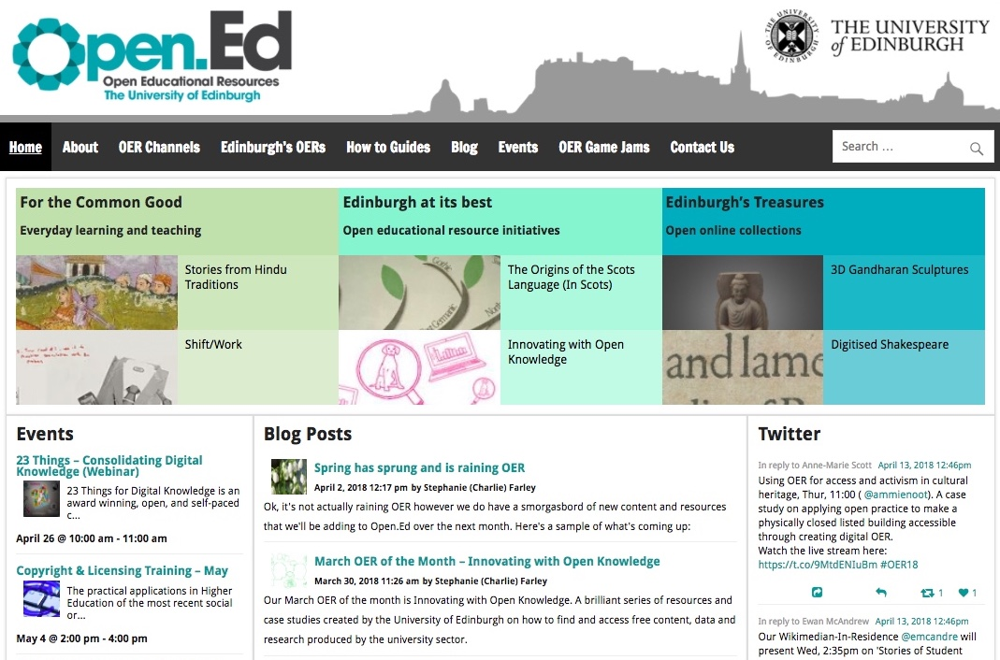 Open.Ed
Open Educational Resources
The University of Edinburgh
THE UNIVERSITY
of EDINBURGH
Home About OER Channels Edinburgh's OERs How to Guides Blog Events OER Game Jams Contact Us
Search …
For the Common Good
Everyday learning and teaching
Stories from Hindu
Traditions
Shift/Work
Edinburgh at its best
Open educational resource initiatives
Gothic
The Origins of the Scots
Language (In Scots)
Innovating with Open
Knowledge
Edinburgh's Treasures
Open online collections
3D Gandharan Sculptures
and lame
Digitised Shakespeare
Events
23 Things – Consolidating Digital
Knowledge (Webinar)
23 Things for Digital Knowledge is an
award winning, open, and self-paced
c...
April 26 @ 10:00 am - 11:00 am
Copyright & Licensing Training – May
The practical applications in Higher
Education of the most recent social
or...
May 4 @ 2:00 pm - 4:00 pm
Blog Posts
Spring has sprung and is raining OER
April 2, 2018 12:17 pm by Stephanie (Charlie) Farley
Ok, it's not actually raining OER however we do have a smorgasbord of new content and resources
that we'll be adding to Open.Ed over the next month. Here's a sample of what's coming up:
March OER of the Month – Innovating with Open Knowledge
March 30, 2018 11:26 am by Stephanie (Charlie) Farley
Our March OER of the month is Innovating with Open Knowledge. A brilliant series of resources and
case studies created by the University of Edinburgh on how to find and access free content, data and
research produced by the university sector.
Twitter
In reply to Anne-Marie Scott April 13, 2018 12:46pm
Using OER for access and activism in cultural
heritage, Thur, 11:00 ( @ammienoot). A case
study on applying open practice to make a
physically closed listed building accessible
through creating digital OER.
Watch the live stream here:
https://t.co/9MtdENIuBm #OER18
1 1
In reply to Ewan McAndrew April 13, 2018 12:46pm
Our Wikimedian-In-Residence @emcandre will
present Wed, 2:35pm on 'Stories of Student